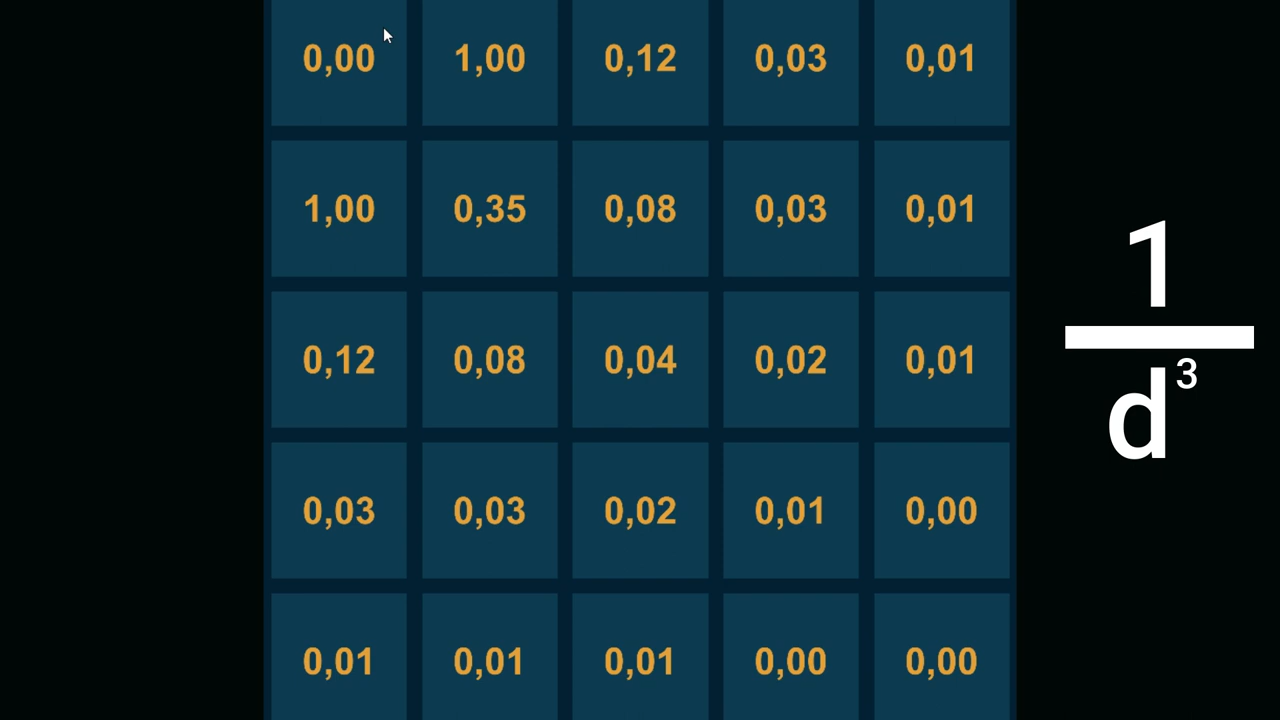 0,00 1,00 0,12 0,03 0,01
1,00 0,35 0,08 0,03 0,01
0,12 0,08 0,04 0,02 0,01
0,03 0,03 0,02 0,01 0,00
0,01 0,01 0,01 0,00 0,00
1
d³